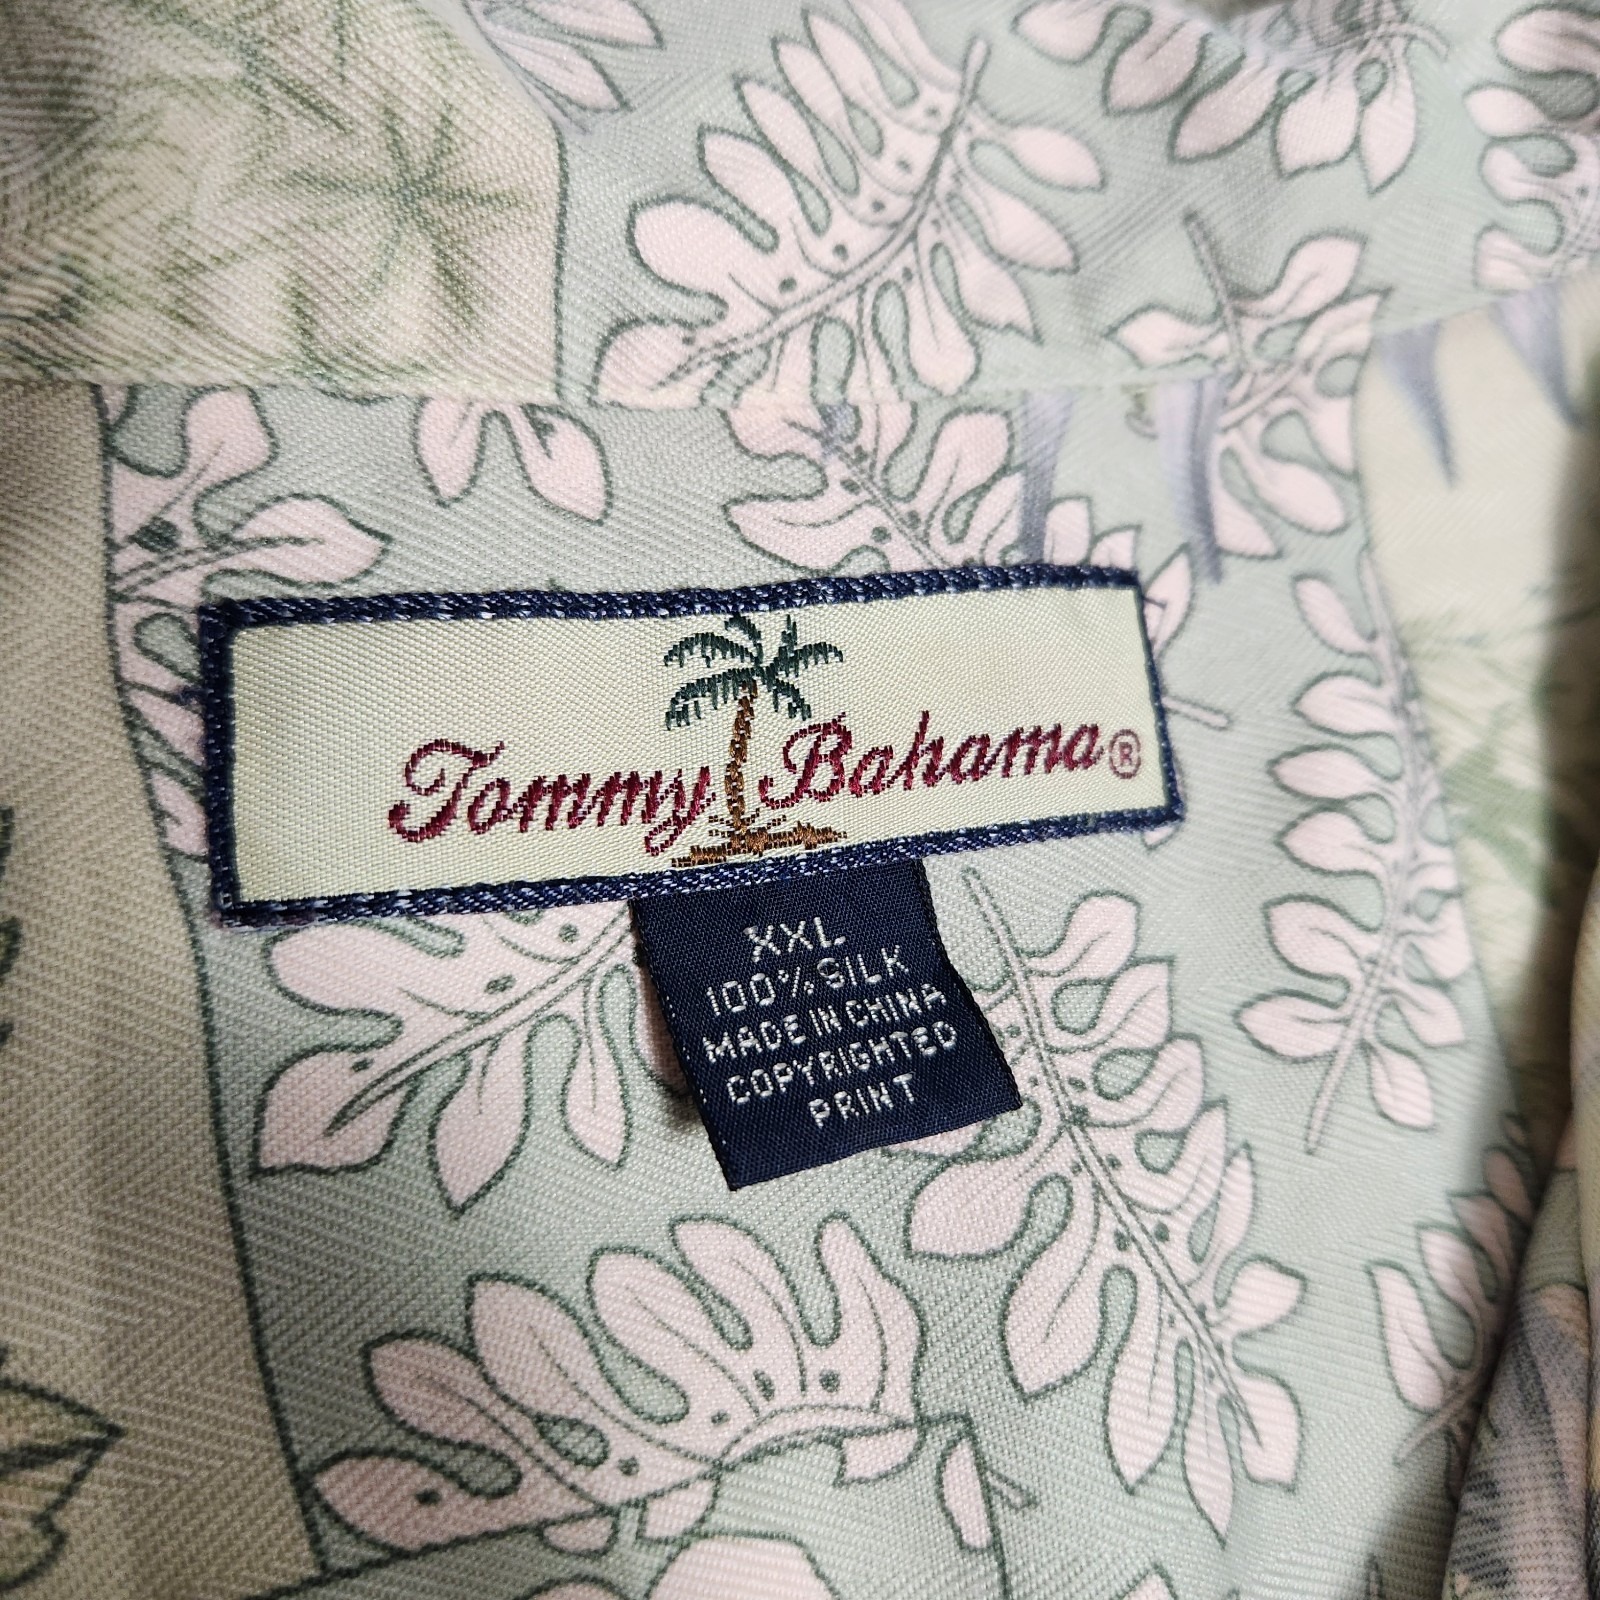 Tommy Bahama®
XXL
100% SILK
MADE IN CHINA
COPYRIGHTED
PRINT